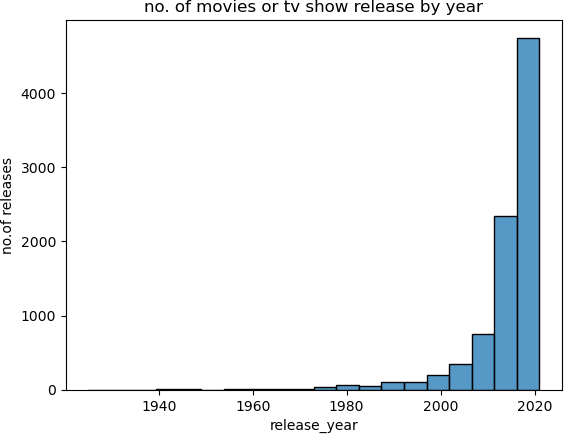 no. of movies or tv show release by year
4000
3000
2000
1000
0
no.of releases
1940 1960 1980 2000 2020
release_year